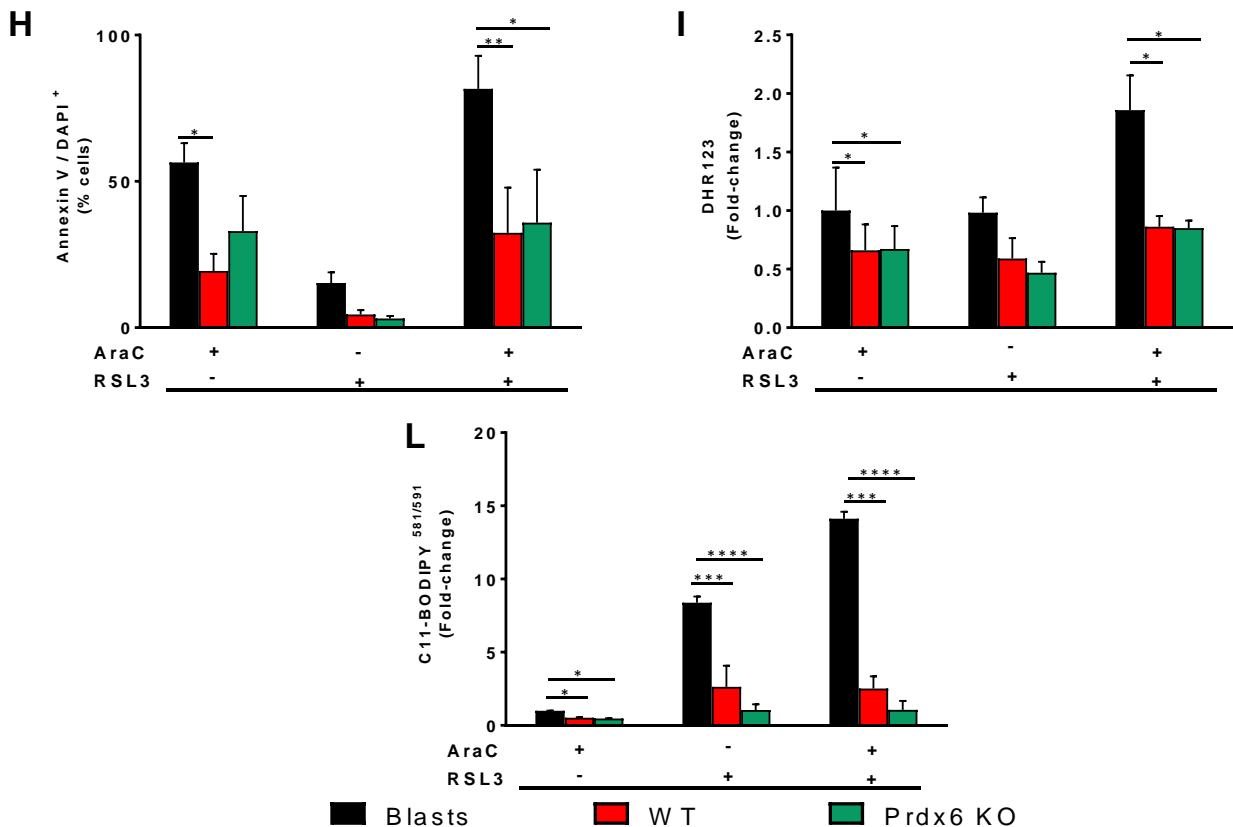 H
100
50
0
Annexin V / DAPI +
(% cells)
*
** 
*
AraC + - +
RSL3 - + +
I
2.5
2.0
1.5
1.0
0.5
0.0
DHR123
(Fold-change)
*
*
*
*
AraC + - +
RSL3 - + +
L
20
15
10
5
0
C11-BODIPY 581/591
(Fold-change)
*
*
****
***
****
***
AraC + - +
RSL3 - + +
Blasts WT Prdx6 KO